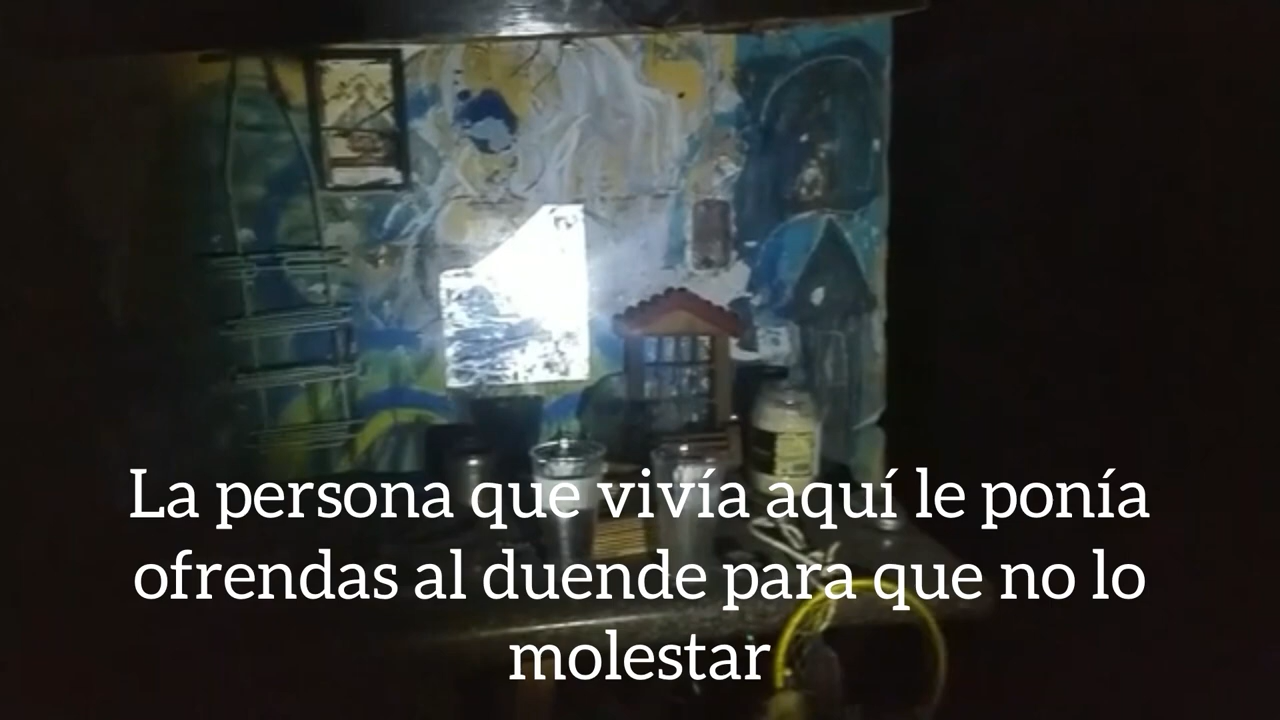 La persona que vivía aquí le ponía
ofrendas al duende para que no lo
molestar